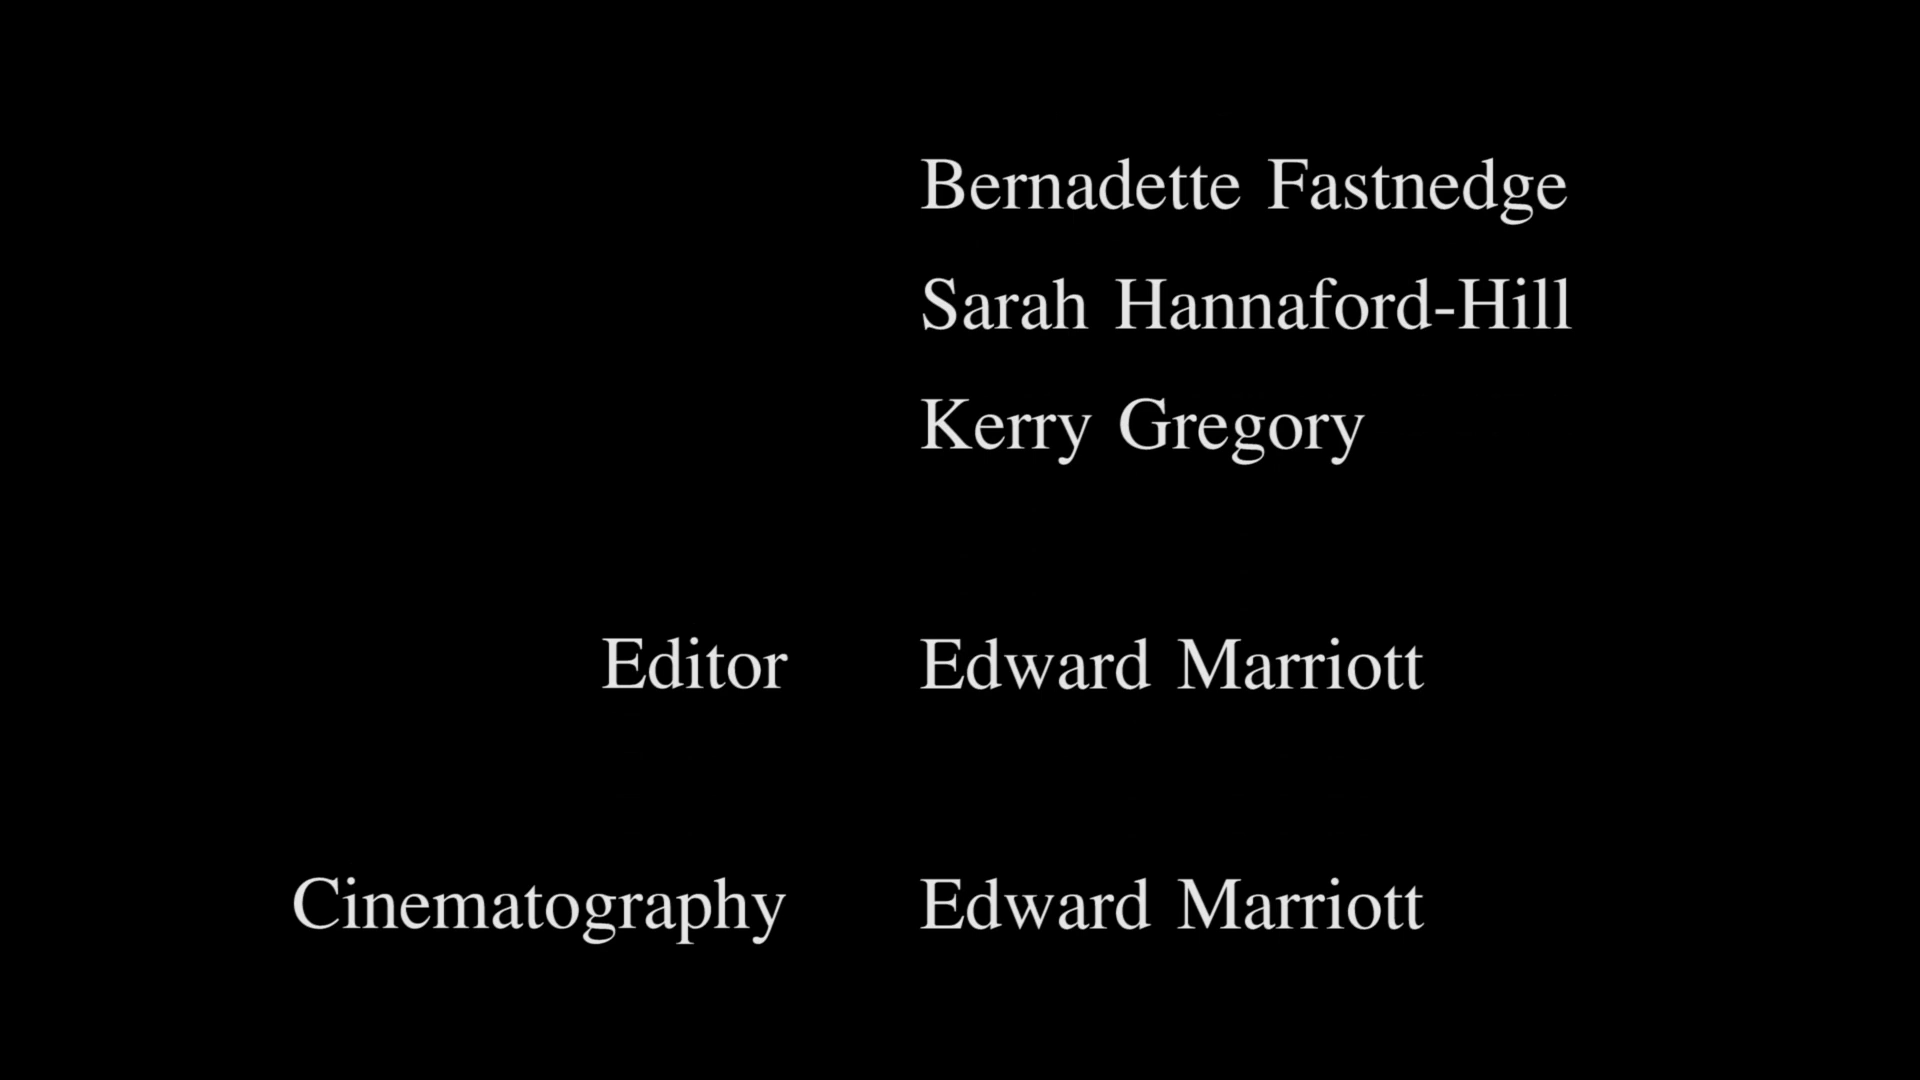 Bernadette Fastnedge
Sarah Hannaford-Hill
Kerry Gregory
Editor Edward Marriott
Cinematography Edward Marriott